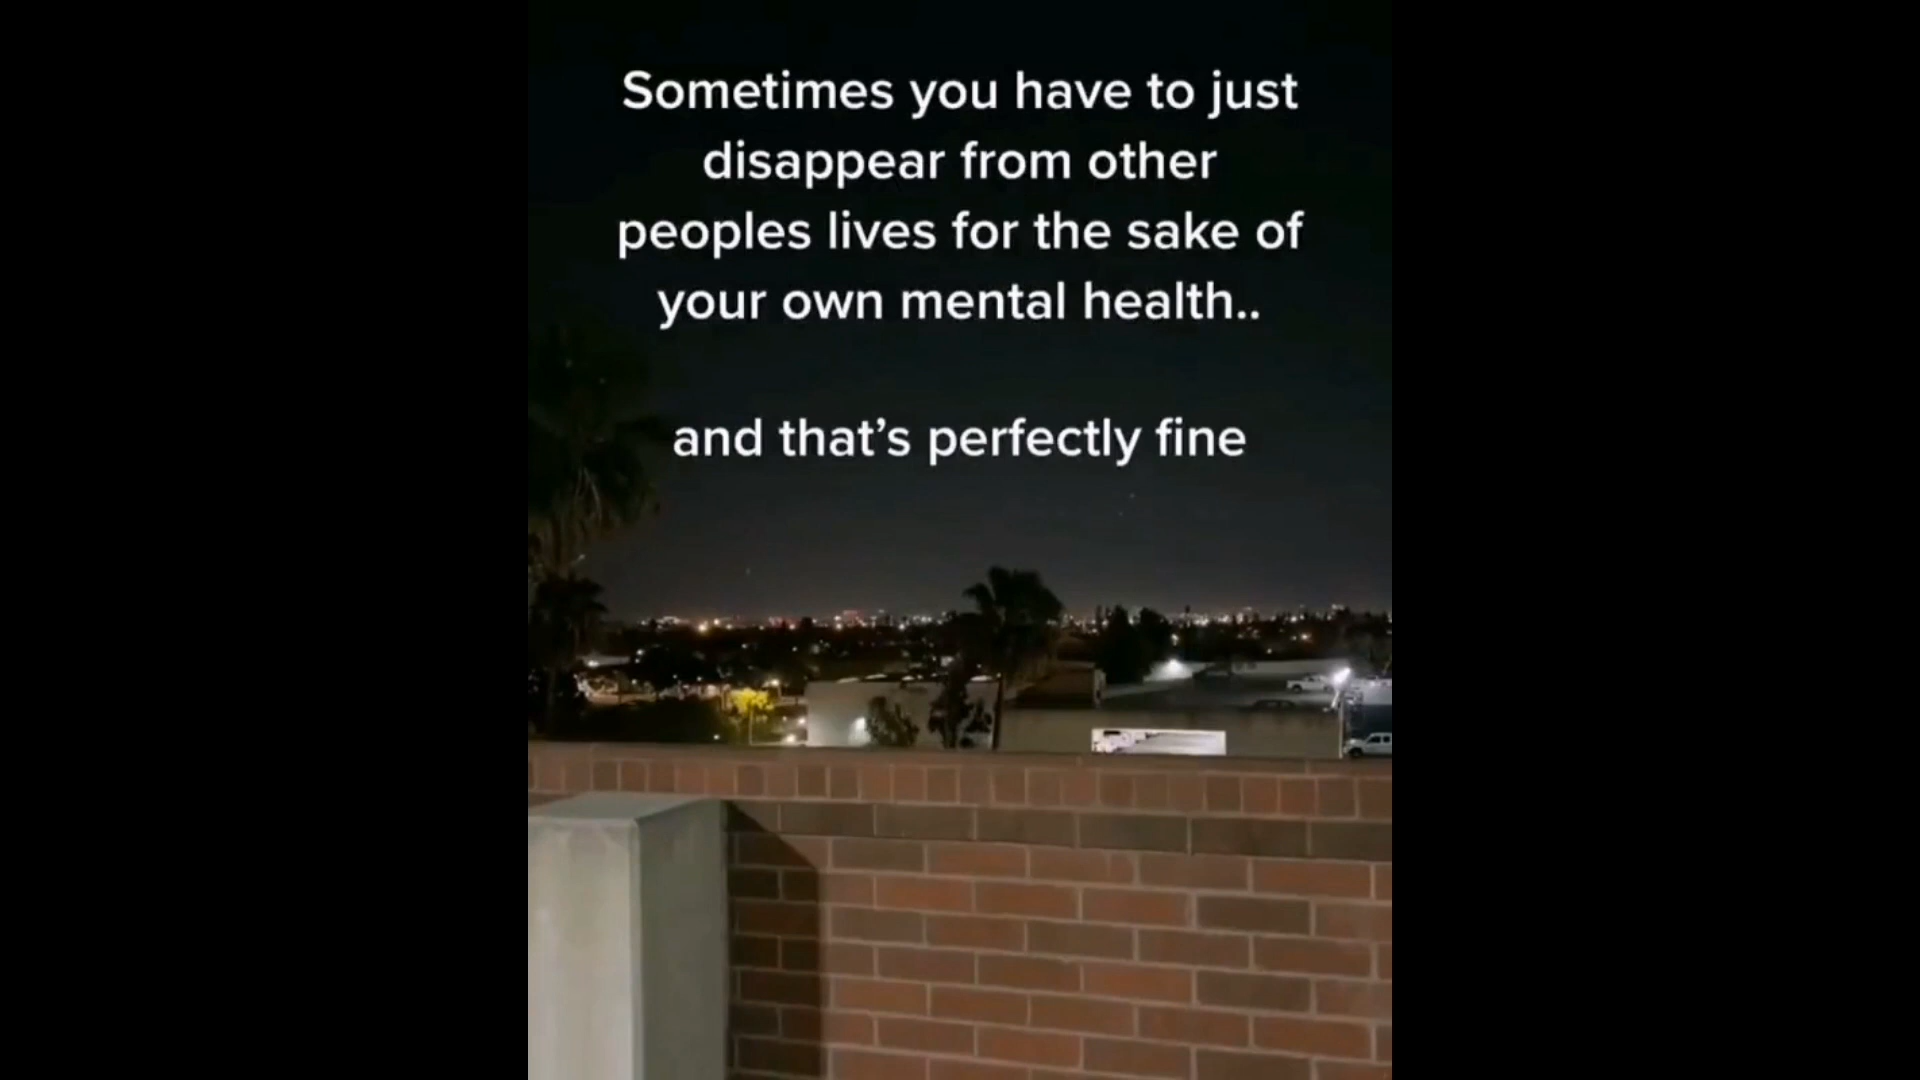 Sometimes you have to just
disappear from other
peoples lives for the sake of
your own mental health..
and that’s perfectly fine